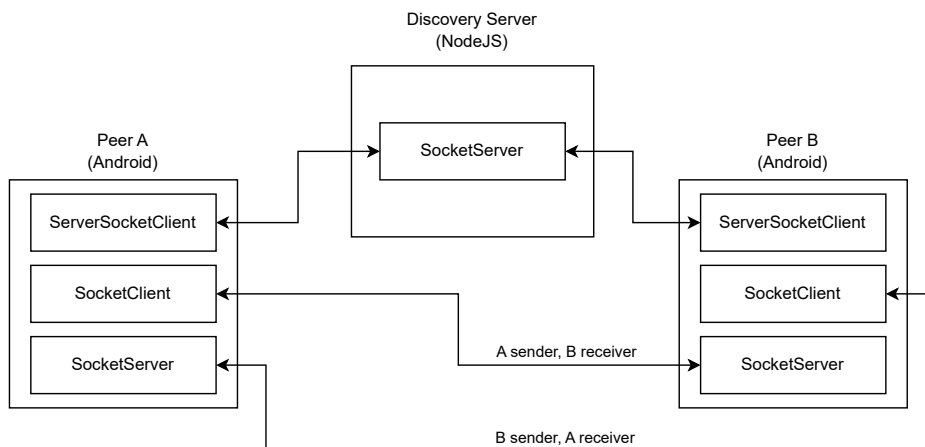 Discovery Server
(NodeJS)
SocketServer
Peer A
(Android)
ServerSocketClient
SocketClient
SocketServer
Peer B
(Android)
ServerSocketClient
SocketClient
SocketServer
A sender, B receiver
B sender, A receiver